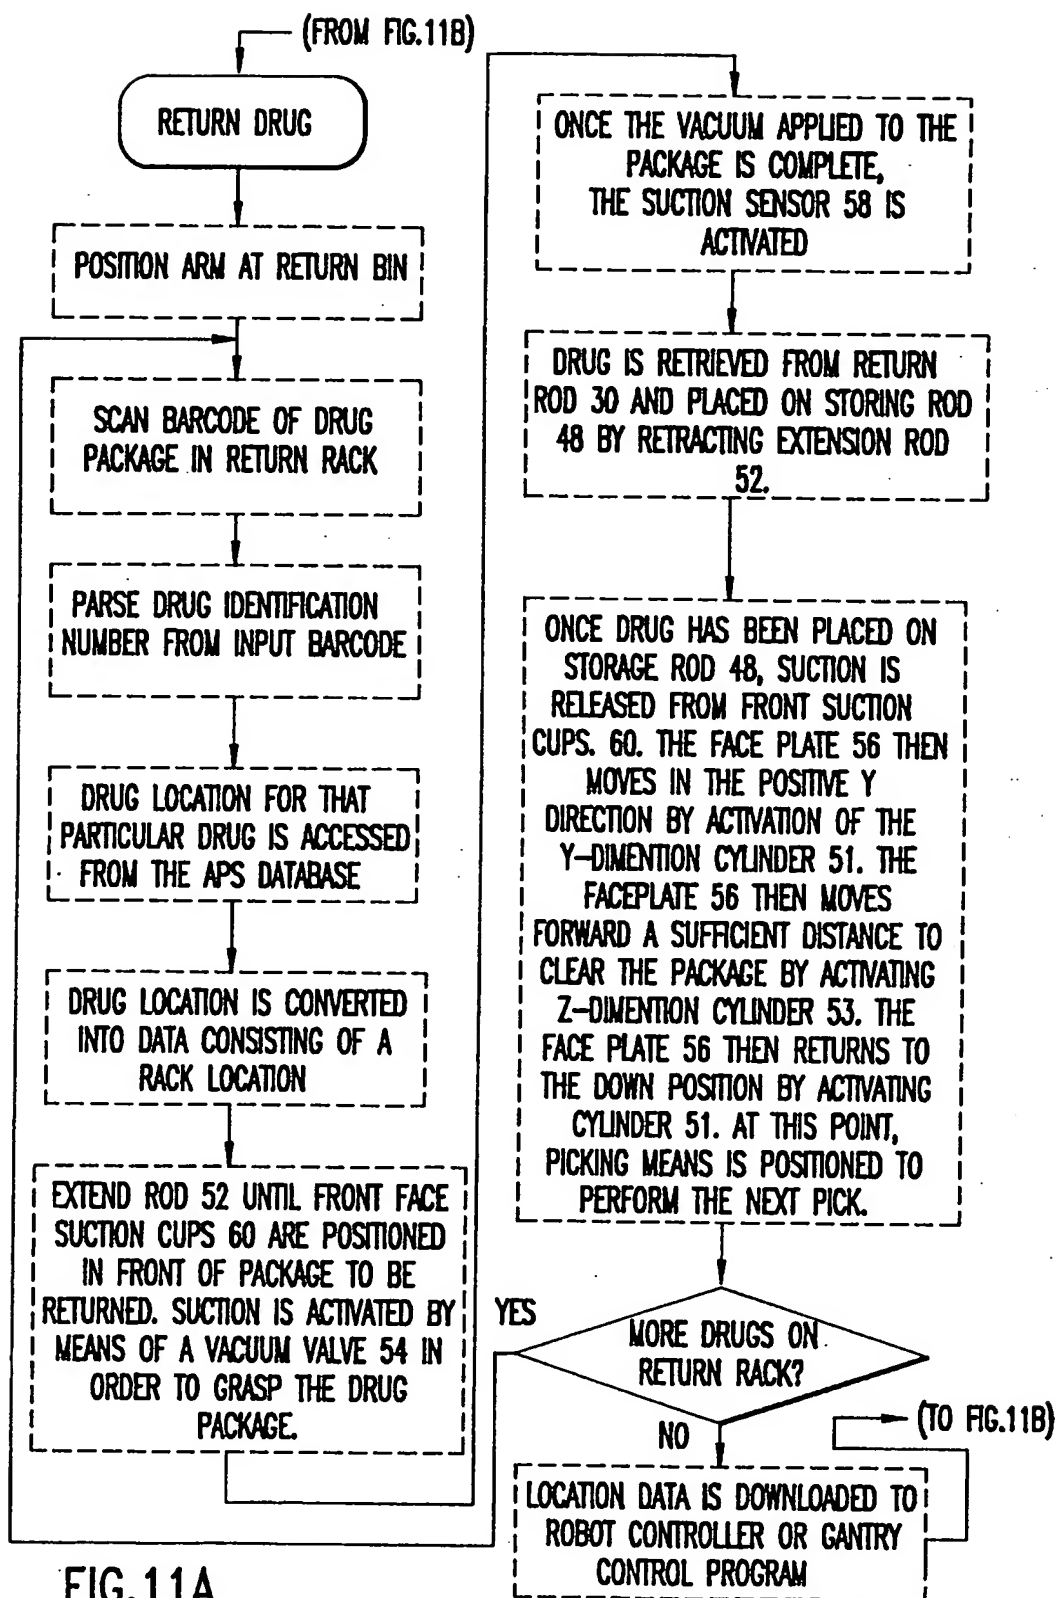 (FROM FIG.11B)
RETURN DRUG
POSITION ARM AT RETURN BIN
SCAN BARCODE OF DRUG
PACKAGE IN RETURN RACK
PARSE DRUG IDENTIFICATION
NUMBER FROM INPUT BARCODE
DRUG LOCATION FOR THAT
PARTICULAR DRUG IS ACCESSED
FROM THE APS DATABASE
DRUG LOCATION IS CONVERTED
INTO DATA CONSISTING OF A
RACK LOCATION
EXTEND ROD 52 UNTIL FRONT FACE
SUCTION CUPS 60 ARE POSITIONED
IN FRONT OF PACKAGE TO BE
RETURNED. SUCTION IS ACTIVATED BY
MEANS OF A VACUUM VALVE 54 IN
ORDER TO GRASP THE DRUG
PACKAGE.
ONCE THE VACUUM APPLIED TO THE
PACKAGE IS COMPLETE,
THE SUCTION SENSOR 58 IS
ACTIVATED
DRUG IS RETRIEVED FROM RETURN
ROD 30 AND PLACED ON STORING ROD
48 BY RETRACTING EXTENSION ROD
52.
ONCE DRUG HAS BEEN PLACED ON
STORAGE ROD 48, SUCTION IS
RELEASED FROM FRONT SUCTION
CUPS. 60. THE FACE PLATE 56 THEN
MOVES IN THE POSITIVE Y
DIRECTION BY ACTIVATION OF THE
Y-DIMENTION CYLINDER 51. THE
FACEPLATE 56 THEN MOVES
FORWARD A SUFFICIENT DISTANCE TO
CLEAR THE PACKAGE BY ACTIVATING
Z-DIMENTION CYLINDER 53. THE
FACE PLATE 56 THEN RETURNS TO
THE DOWN POSITION BY ACTIVATING
CYLINDER 51. AT THIS POINT,
PICKING MEANS IS POSITIONED TO
PERFORM THE NEXT PICK.
YES
MORE DRUGS ON
RETURN RACK?
NO
(TO FIG.11B)
LOCATION DATA IS DOWNLOADED TO
ROBOT CONTROLLER OR GANTRY
CONTROL PROGRAM
FIG.11A